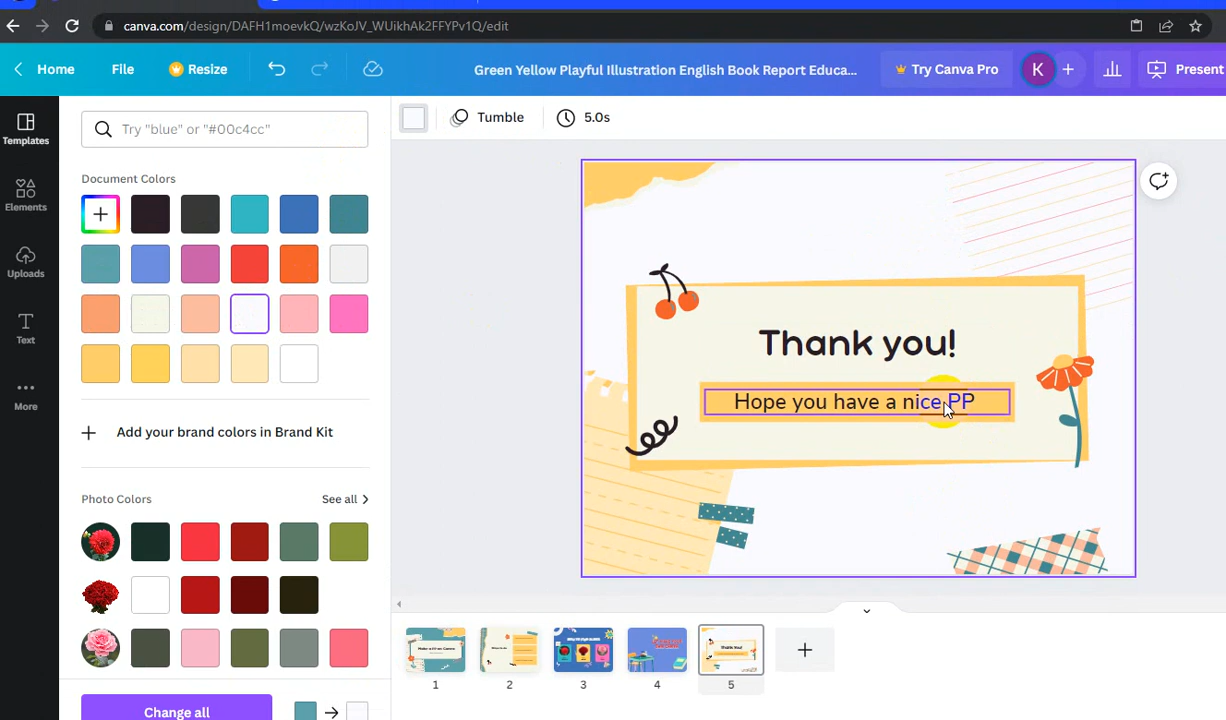 canva.com/design/DAFH1moevkQ/wzKoJV_WUikhAk2FFYPv1Q/edit
Home File Resize Green Yellow Playful Illustration English Book Report Educa... Try Canva Pro K + Present
Templates
Elements
Uploads
Text
More
Try "blue" or "#00c4cc"
Document Colors
Add your brand colors in Brand Kit
Photo Colors See all
Change all
Tumble 5.0s
Thank you!
Hope you have a nice PP
Thank You!
1 2 3 4 5